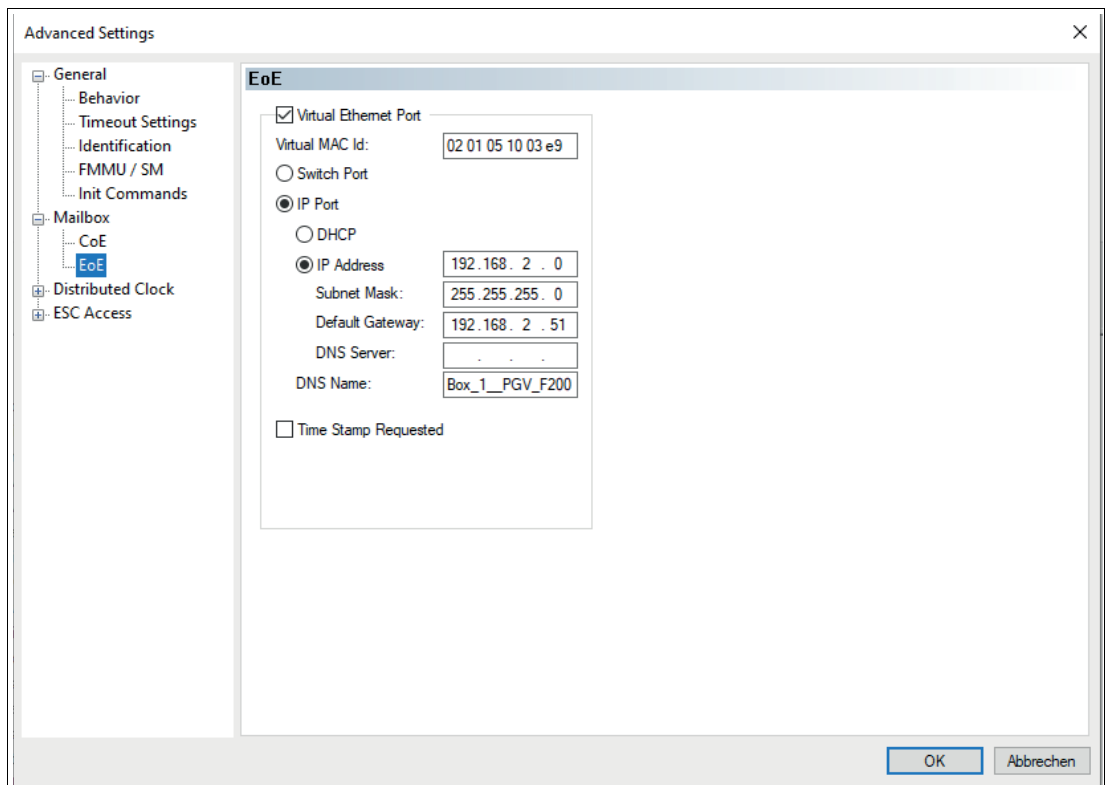 Advanced Settings
General
Behavior
Timeout Settings
Identification
FMMU / SM
Init Commands
Mailbox
CoE
EoE
Distributed Clock
ESC Access
EoE
Virtual Ethernet Port
Virtual MAC Id: 02 01 05 10 03 e9
Switch Port
IP Port
DHCP
IP Address 192.168. 2 . 0
Subnet Mask: 255.255.255. 0
Default Gateway: 192.168. 2 .51
DNS Server: . . .
DNS Name: Box_1__PGV_F200
Time Stamp Requested
OK Abbrechen